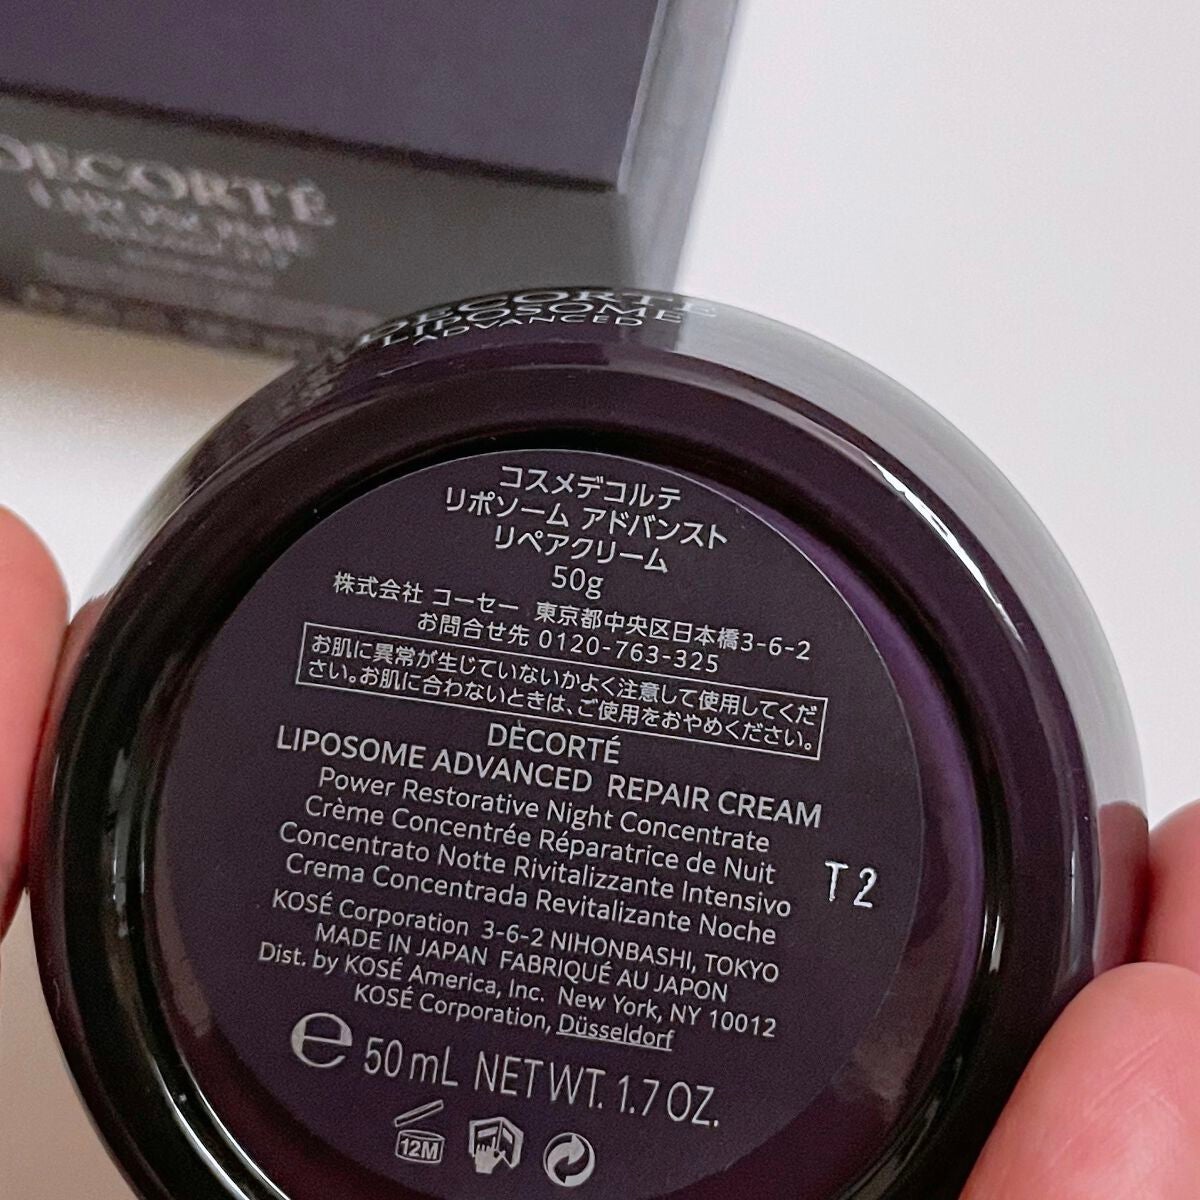 DECORTÉ
DECORTÉ
LIPOSOME
ADVANCED
コスメデコルテ
リポソーム アドバンスト
リペアクリーム
50g
株式会社 コーセー 東京都中央区日本橋3-6-2
お問合せ先 0120-763-325
お肌に異常が生じていないかよく注意して使用してくだ
さい。お肌に合わないときは、ご使用をおやめください。
DECORTÉ
LIPOSOME ADVANCED REPAIR CREAM
Power Restorative Night Concentrate
Crème Concentrée Réparatrice de Nuit
Concentrato Notte Rivitalizzante Intensivo
Crema Concentrada Revitalizante Noche
T2
KOSÉ Corporation 3-6-2 NIHONBASHI, TOKYO
MADE IN JAPAN FABRIQUÉ AU JAPON
Dist. by KOSÉ America, Inc. New York, NY 10012
KOSÉ Corporation, Düsseldorf
e 50 mL NET WT. 1.7 OZ.
12M